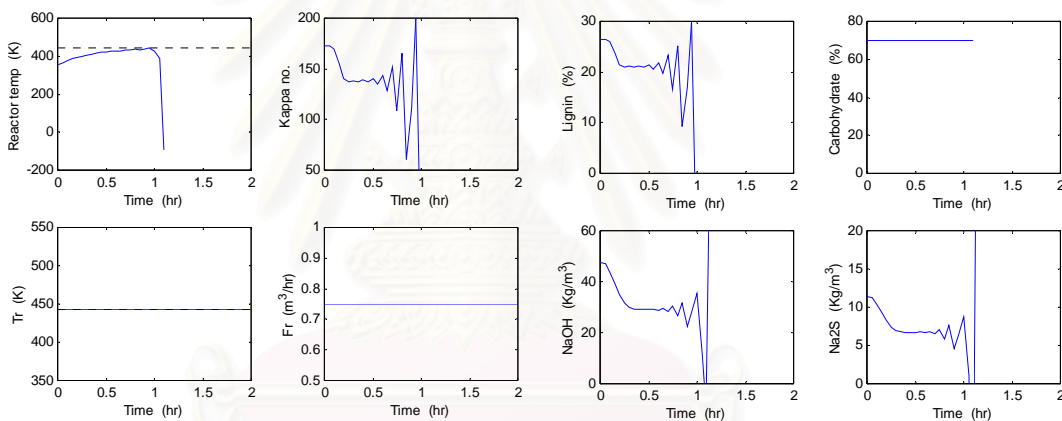 600
400
200
0
-200
Reactor temp (K)
0 0.5 1 1.5 2
Time (hr)
200
150
100
50
Kappa no.
0 0.5 1 1.5 2
TIme (hr)
30
20
10
0
Lignin (%)
0 0.5 1 1.5 2
Time (hr)
80
60
40
20
0
Carbohydrate (%)
0 1 2
Time (hr)
550
500
450
400
350
Tr (K)
0 0.5 1 1.5 2
Time (hr)
1
0.9
0.8
0.7
0.6
0.5
Fr (m³/hr)
0 0.5 1 1.5 2
Time (hr)
60
40
20
0
NaOH (Kg/m³)
0 0.5 1 1.5 2
Time (hr)
20
15
10
5
0
Na2S (Kg/m³)
0 0.5 1 1.5 2
Time (hr)